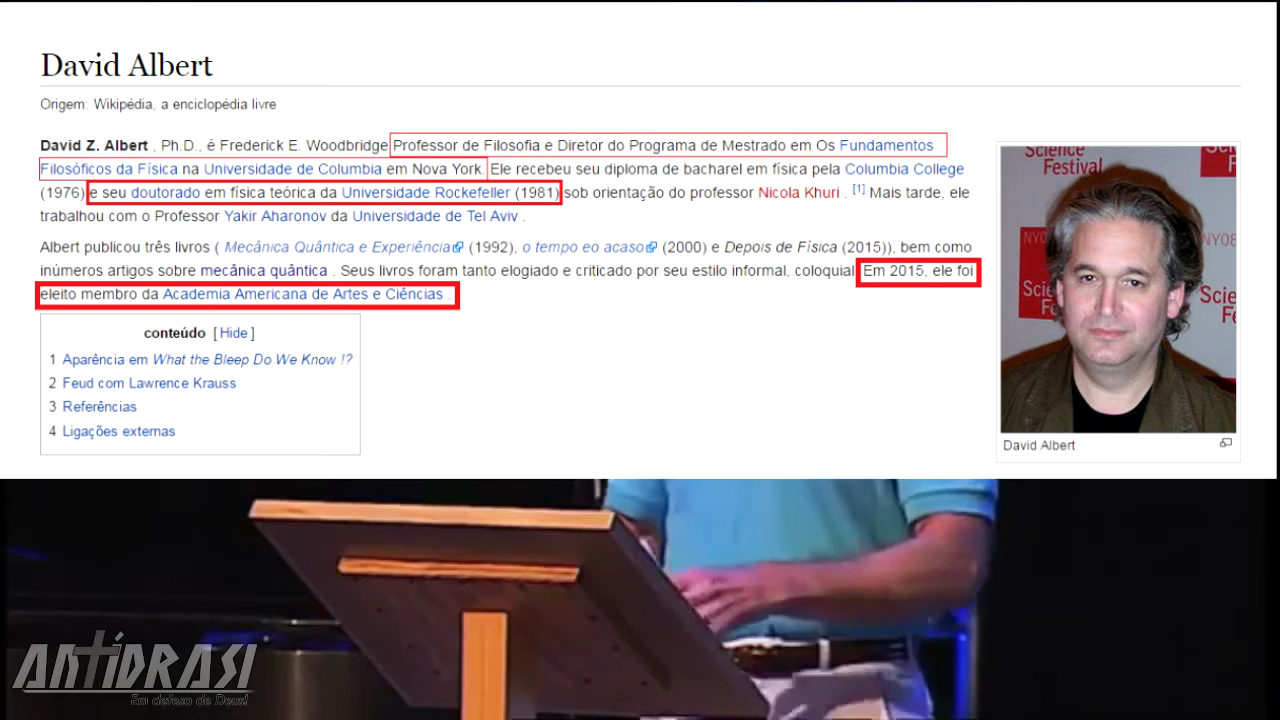 David Albert
Origem: Wikipédia, a enciclopédia livre
David Z. Albert , Ph.D., é Frederick E. Woodbridge Professor de Filosofia e Diretor do Programa de Mestrado em Os Fundamentos
Filosóficos da Física na Universidade de Columbia em Nova York. Ele recebeu seu diploma de bacharel em física pela Columbia College
(1976) e seu doutorado em física teórica da Universidade Rockefeller (1981) sob orientação do professor Nicola Khuri . [1] Mais tarde, ele
trabalhou com o Professor Yakir Aharonov da Universidade de Tel Aviv .
Albert publicou três livros ( Mecânica Quântica e Experiência (1992), o tempo eo acaso (2000) e Depois de Física (2015)), bem como
inúmeros artigos sobre mecânica quântica . Seus livros foram tanto elogiado e criticado por seu estilo informal, coloquial. Em 2015, ele foi
eleito membro da Academia Americana de Artes e Ciências .
conteúdo [ Hide ]
1 Aparência em What the Bleep Do We Know !?
2 Feud com Lawrence Krauss
3 Referências
4 Ligações externas
Science
Festival
NY08
Science
Fe
NY08
Scie
Fe
David Albert
ANTÍDRASI
Em defesa de Deus!